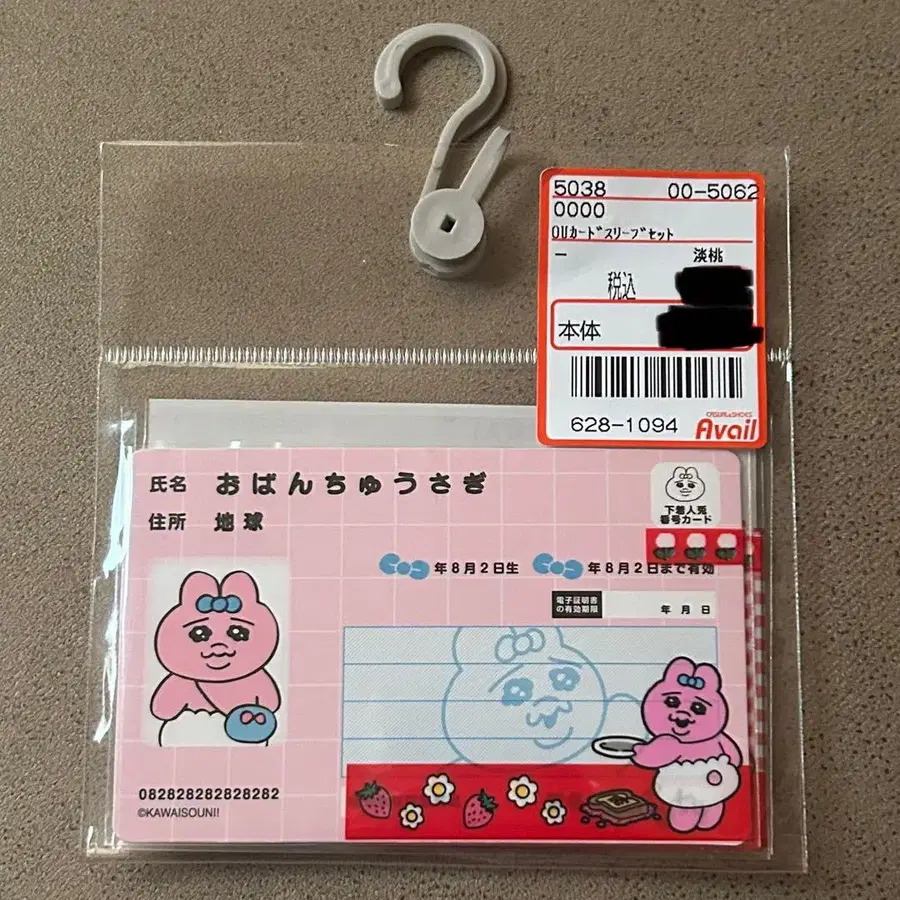 5038 00-5062
0000
OUカードスリーブセット
ー 淡桃
税込
本体
628-1094
CASUAL&SHOES
Avail
氏名 おぱんちゅうさぎ
住所 地球
下着人兎
番号カード
年8月2日生 年8月2日まで有効
電子証明書
の有効期限
年 月 日
082828282828282
©KAWAISOUNI!